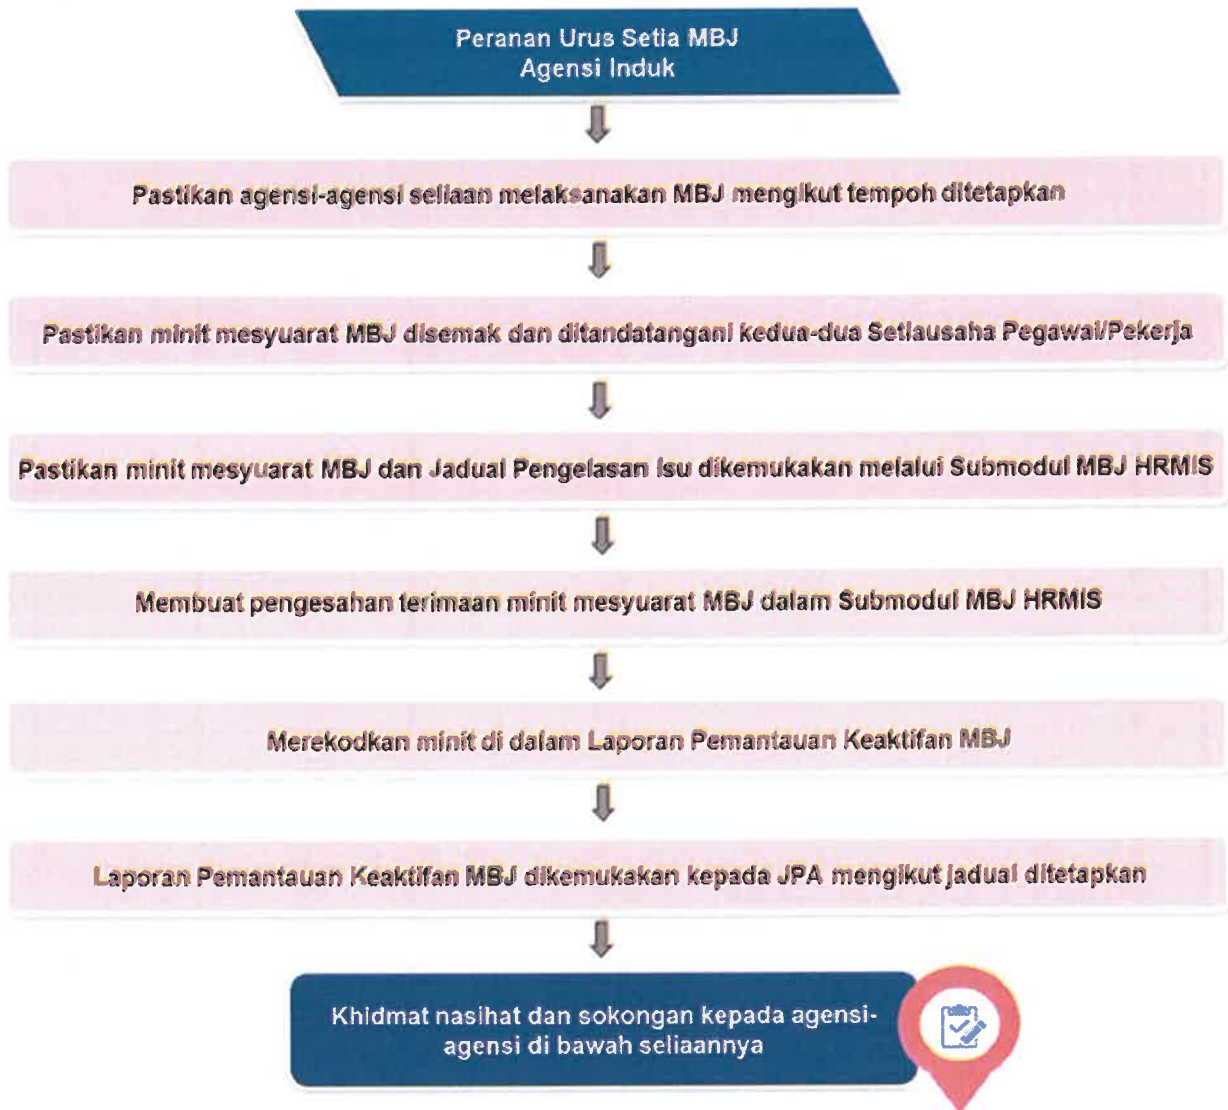 Peranan Urus Setia MBJ
Agensi Induk
Pastikan agensi-agensi seliaan melaksanakan MBJ mengikut tempoh ditetapkan
Pastikan minit mesyuarat MBJ disemak dan ditandatangani kedua-dua Setiausaha Pegawai/Pekerja
Pastikan minit mesyuarat MBJ dan Jadual Pengelasan Isu dikemukakan melalui Submodul MBJ HRMIS
Membuat pengesahan terimaan minit mesyuarat MBJ dalam Submodul MBJ HRMIS
Merekodkan minit di dalam Laporan Pemantauan Keaktifan MBJ
Laporan Pemantauan Keaktifan MBJ dikemukakan kepada JPA mengikut jadual ditetapkan
Khidmat nasihat dan sokongan kepada agensi-
agensi di bawah seliaannya